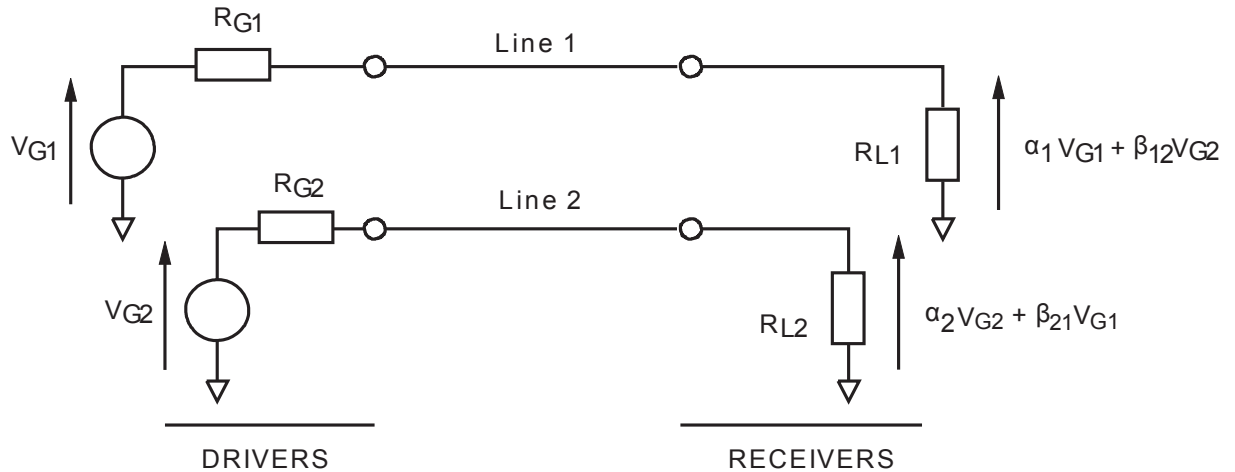 RG1
Line 1
VG1
RL1
α1 VG1 + β12VG2
RG2
Line 2
VG2
RL2
α2VG2 + β21VG1
DRIVERS
RECEIVERS